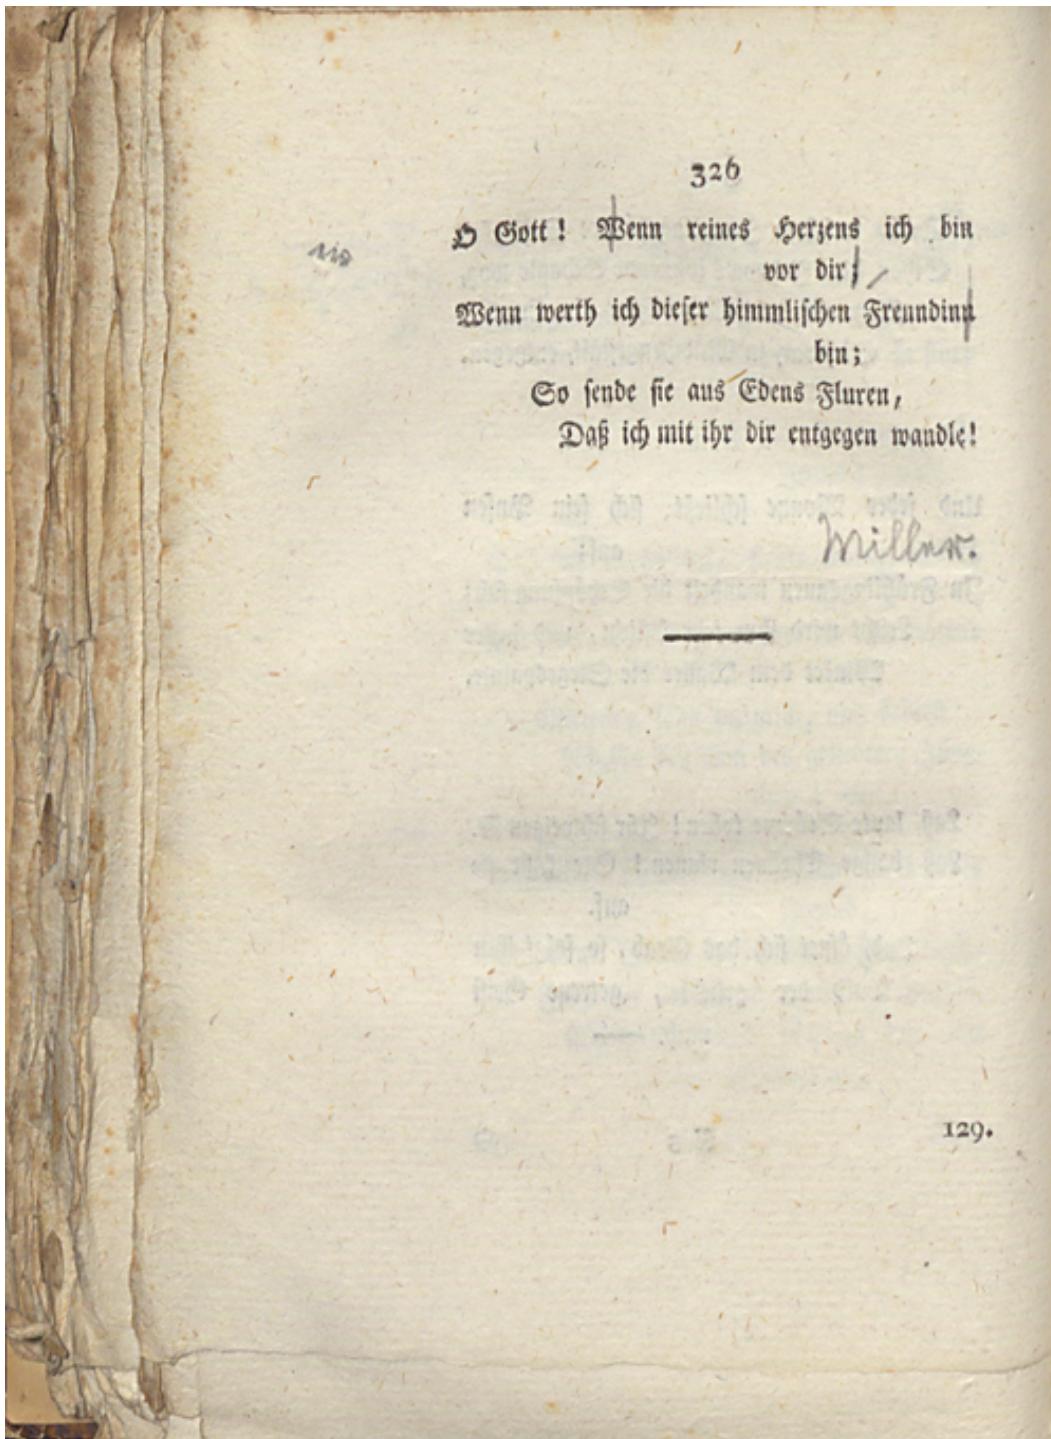 326
O Gott! Wenn reines Herzens ich bin
vor dir;
Wenn werth ich dieser himmlischen Freundinn
bin;
So sende sie aus Edens Fluren,
Daß ich mit ihr dir entgegen wandle!
Miller.
129.